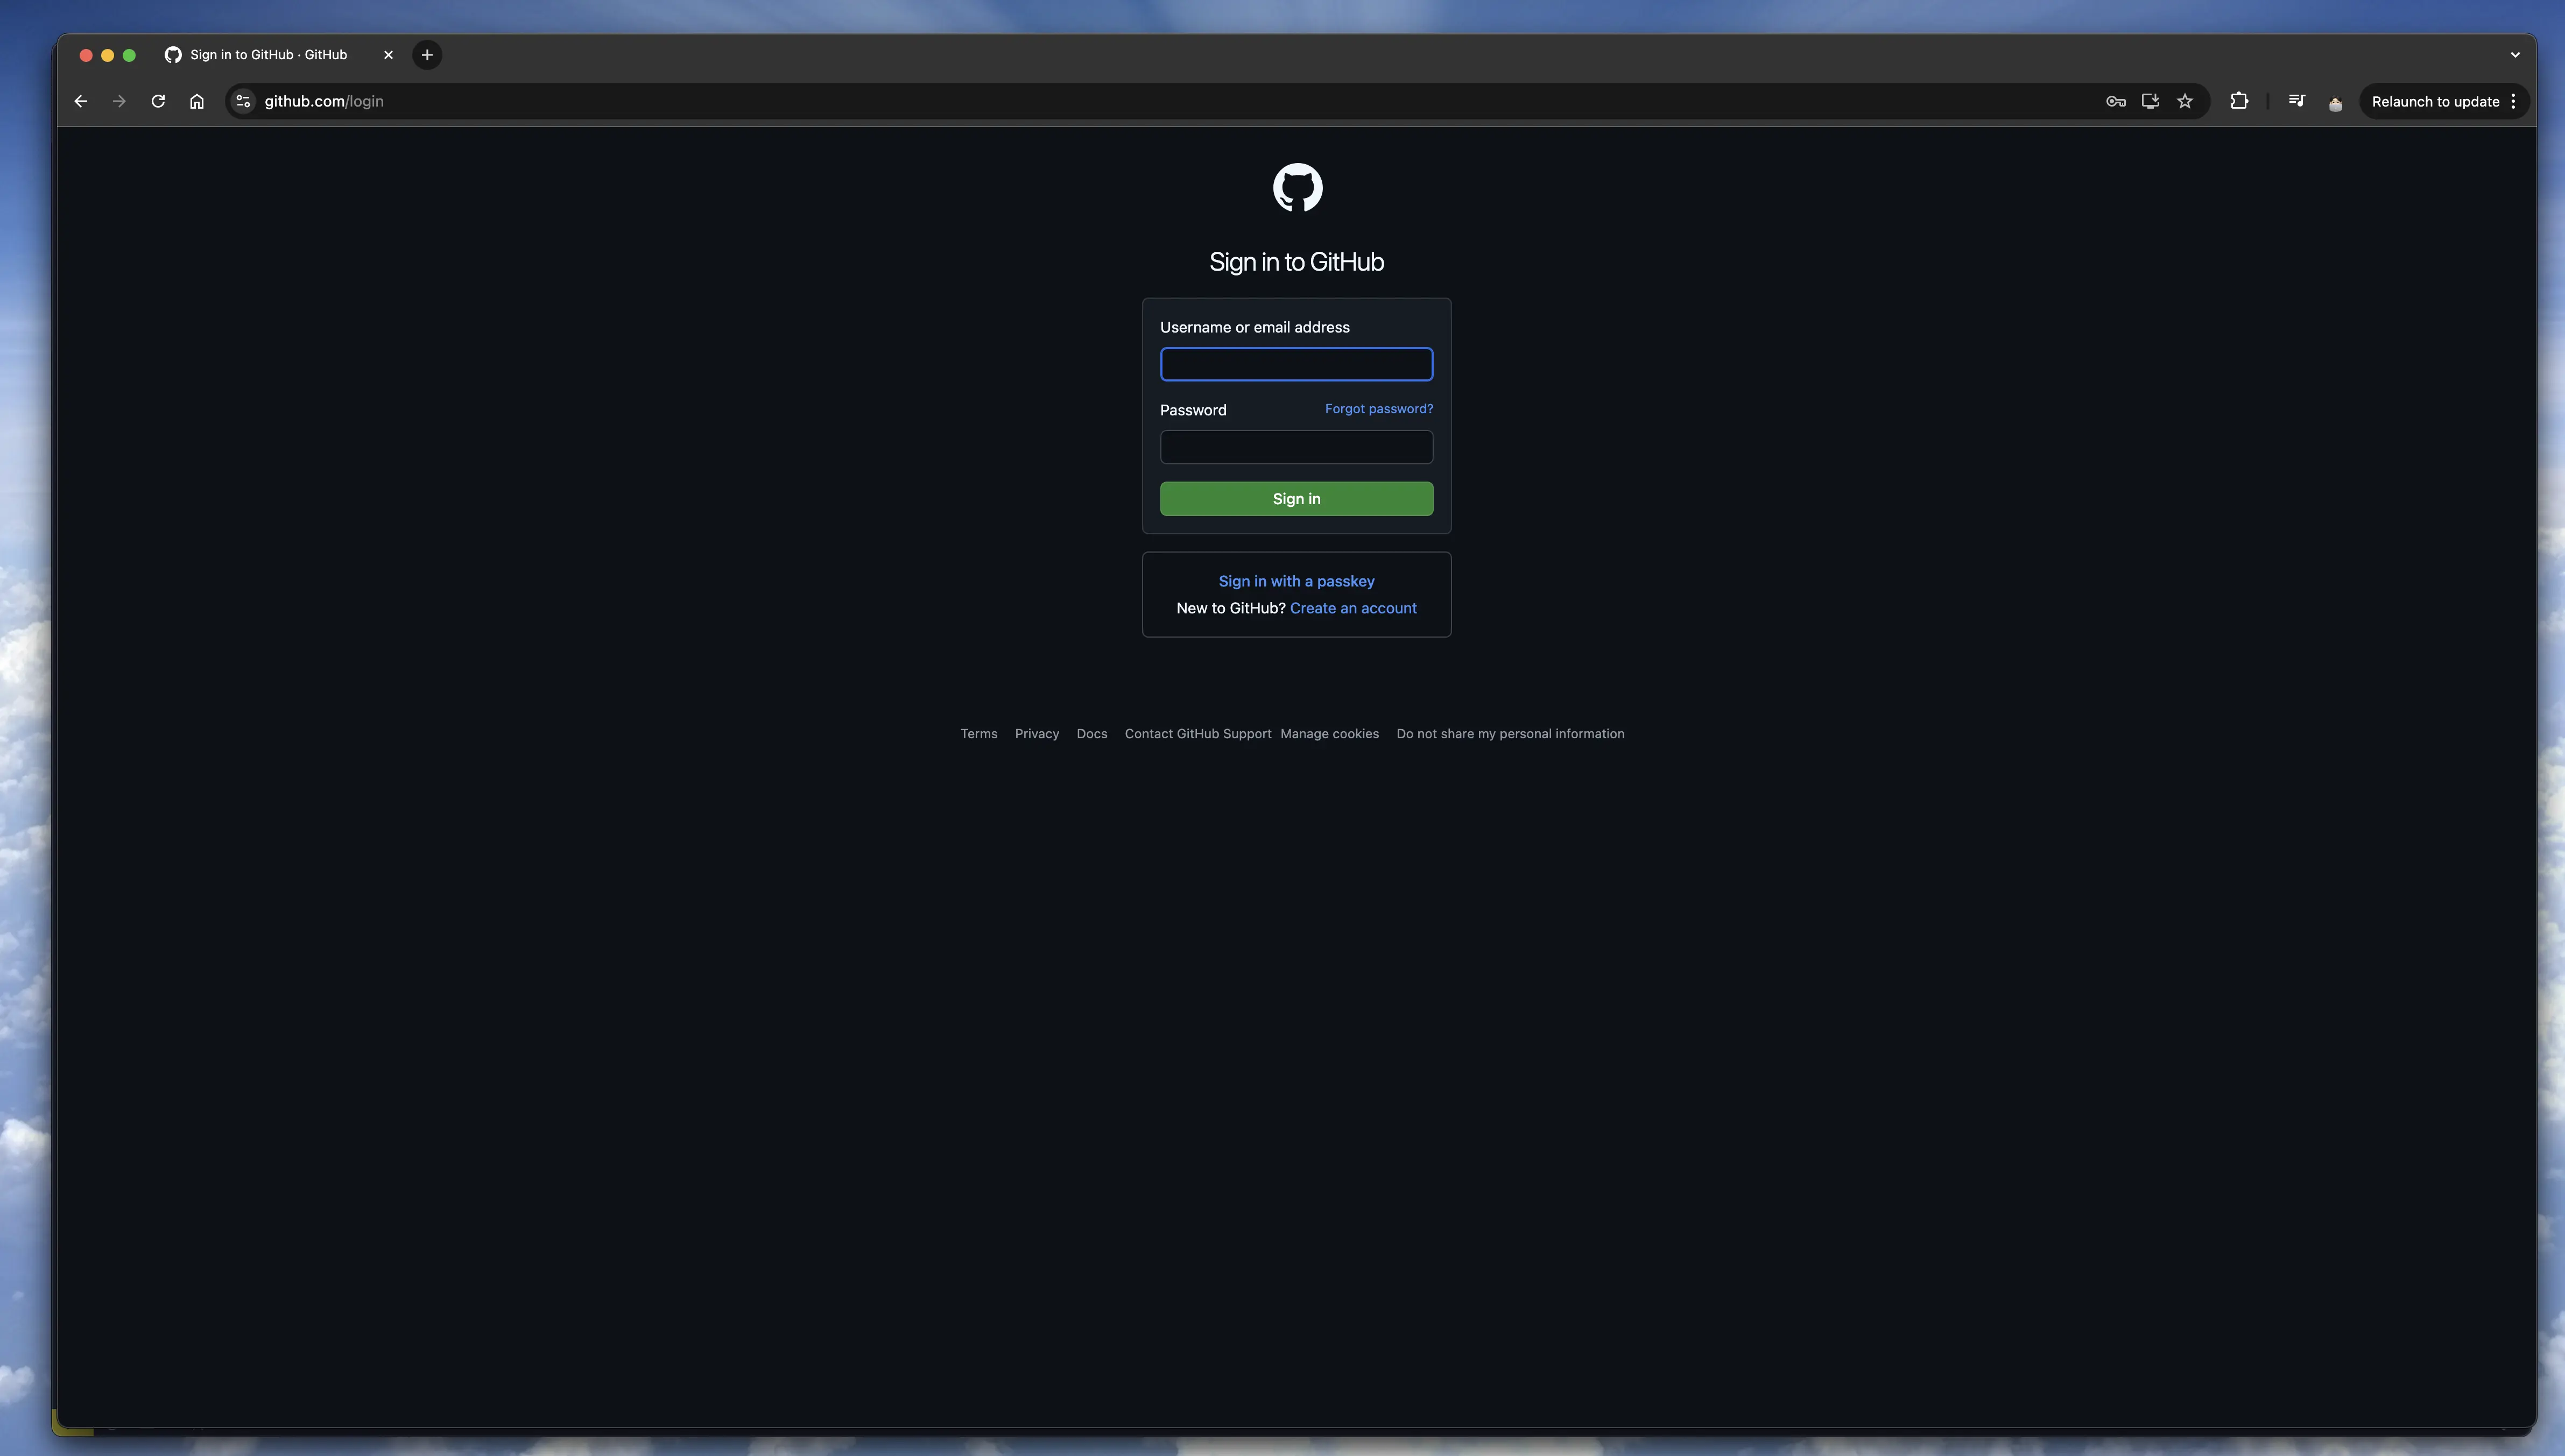 Sign in to GitHub · GitHub
github.com/login
Relaunch to update
Sign in to GitHub
Username or email address
Password Forgot password?
Sign in
Sign in with a passkey
New to GitHub? Create an account
Terms Privacy Docs Contact GitHub Support Manage cookies Do not share my personal information